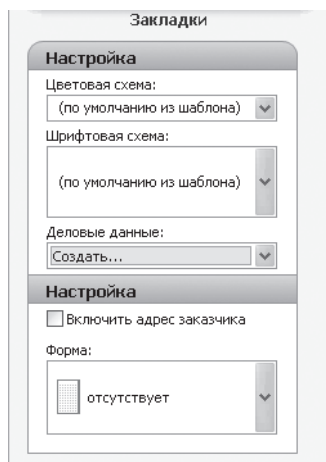 Закладки
Настройка
Цветовая схема:
(по умолчанию из шаблона)
Шрифтовая схема:
(по умолчанию из шаблона)
Деловые данные:
Создать...
Настройка
Включить адрес заказчика
Форма:
отсутствует